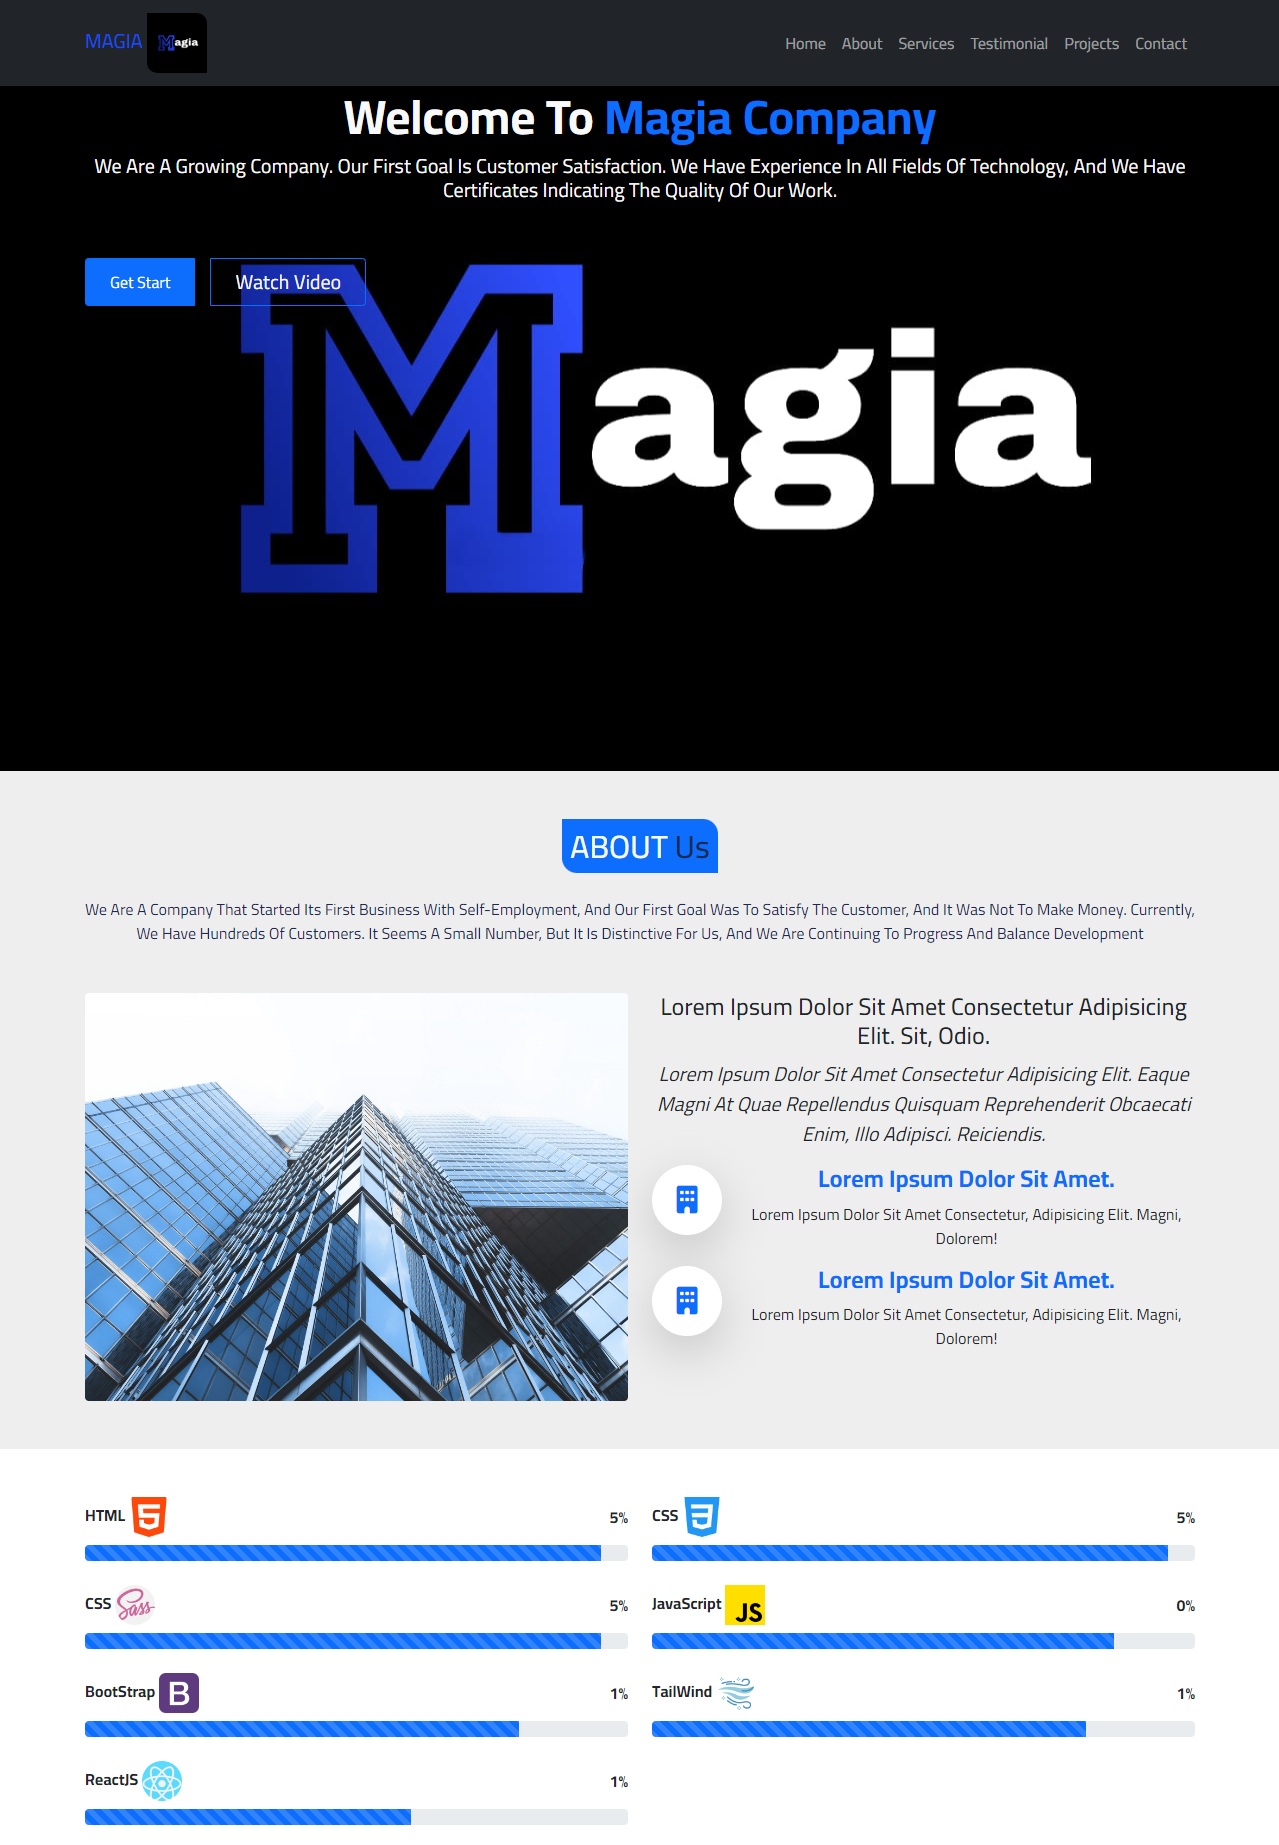 MAGIA
Magia
Home About Services Testimonial Projects Contact
Welcome To Magia Company
We Are A Growing Company. Our First Goal Is Customer Satisfaction. We Have Experience In All Fields Of Technology, And We Have
Certificates Indicating The Quality Of Our Work.
Get Start
Watch Video
Magia
ABOUT Us
We Are A Company That Started Its First Business With Self-Employment, And Our First Goal Was To Satisfy The Customer, And It Was Not To Make Money. Currently,
We Have Hundreds Of Customers. It Seems A Small Number, But It Is Distinctive For Us, And We Are Continuing To Progress And Balance Development
Lorem Ipsum Dolor Sit Amet Consectetur Adipisicing
Elit. Sit, Odio.
Lorem Ipsum Dolor Sit Amet Consectetur Adipisicing Elit. Eaque
Magni At Quae Repellendus Quisquam Reprehenderit Obcaecati
Enim, Illo Adipisci. Reiciendis.
Lorem Ipsum Dolor Sit Amet.
Lorem Ipsum Dolor Sit Amet Consectetur, Adipisicing Elit. Magni,
Dolorem!
Lorem Ipsum Dolor Sit Amet.
Lorem Ipsum Dolor Sit Amet Consectetur, Adipisicing Elit. Magni,
Dolorem!
HTML 5 5%
CSS 3 5%
CSS Sass 5%
JavaScript JS 0%
BootStrap B 1%
TailWind 1%
ReactJS 1%